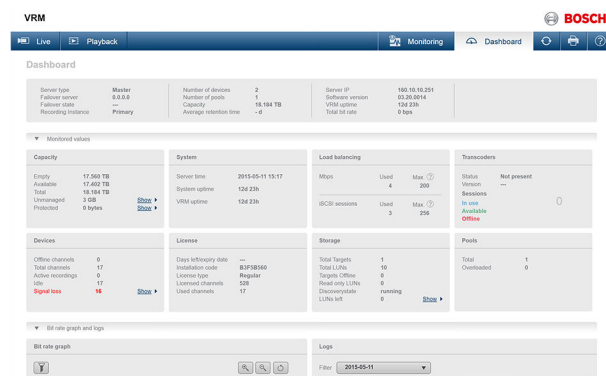 VRM
BOSCH
Live Playback Monitoring Dashboard
Dashboard
Server type Master
Failover server 0.0.0.0
Failover state ---
Recording instance Primary
Number of devices 2
Number of pools 1
Capacity 18.184 TB
Average retention time - d
Server IP 160.10.10.251
Software version 03.20.0014
VRM uptime 12d 23h
Total bit rate 0 bps
Monitored values
Capacity
Empty 17.560 TB
Available 17.402 TB
Total 18.184 TB
Unmanaged 3 GB Show
Protected 0 bytes Show
System
Server time 2015-05-11 15:17
System uptime 12d 23h
VRM uptime 12d 23h
Load balancing
Mbps Used Max. ?
4 200
iSCSI sessions Used Max. ?
3 256
Transcoders
Status Not present
Version ---
Sessions
In use
Available
Offline
0
Devices
Offline channels 0
Total channels 17
Active recordings 0
Idle 17
Signal loss 16 Show
License
Days left/expiry date ---
Installation code B3F5B560
License type Regular
Licensed channels 528
Used channels 17
Storage
Total Targets 1
Total LUNs 10
Targets Offline 0
Read only LUNs 0
Discoverystate running
LUNs left 0 Show
Pools
Total 1
Overloaded 0
Bit rate graph and logs
Bit rate graph
Logs
Filter 2015-05-11